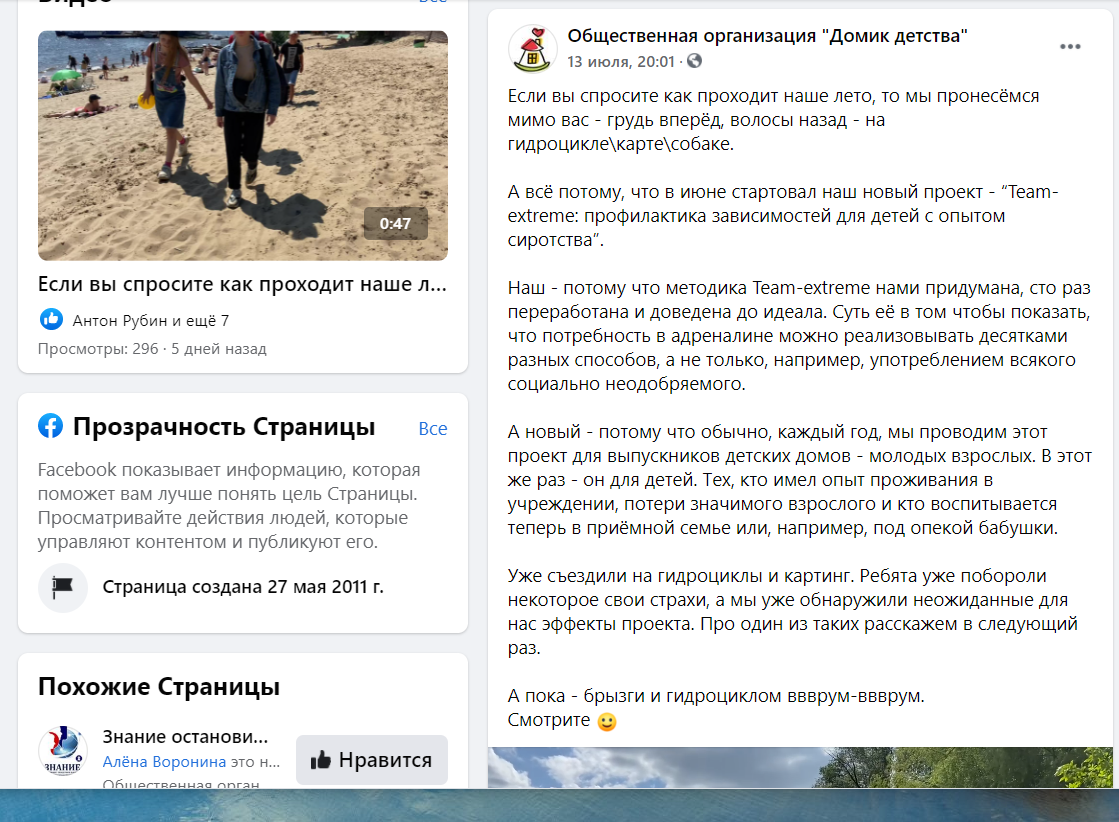 Видео
Все
0:47
Если вы спросите как проходит наше л...
Антон Рубин и ещё 7
Просмотры: 296 · 5 дней назад
Прозрачность Страницы
Все
Facebook показывает информацию, которая
поможет вам лучше понять цель Страницы.
Просматривайте действия людей, которые
управляют контентом и публикуют его.
Страница создана 27 мая 2011 г.
Похожие Страницы
ЗНАНИЕ
Знание останови...
Алёна Воронина это н...
Общественная орган...
Нравится
Общественная организация "Домик детства"
13 июля, 20:01 ·
Если вы спросите как проходит наше лето, то мы пронесёмся
мимо вас - грудь вперёд, волосы назад - на
гидроцикле\карте\собаке.
А всё потому, что в июне стартовал наш новый проект - “Team-
extreme: профилактика зависимостей для детей с опытом
сиротства”.
Наш - потому что методика Team-extreme нами придумана, сто раз
переработана и доведена до идеала. Суть её в том чтобы показать,
что потребность в адреналине можно реализовывать десятками
разных способов, а не только, например, употреблением всякого
социально неодобряемого.
А новый - потому что обычно, каждый год, мы проводим этот
проект для выпускников детских домов - молодых взрослых. В этот
же раз - он для детей. Тех, кто имел опыт проживания в
учреждении, потери значимого взрослого и кто воспитывается
теперь в приёмной семье или, например, под опекой бабушки.
Уже съездили на гидроциклы и картинг. Ребята уже побороли
некоторое свои страхи, а мы уже обнаружили неожиданные для
нас эффекты проекта. Про один из таких расскажем в следующий
раз.
А пока - брызги и гидроциклом ввврум-ввврум.
Смотрите 🙂